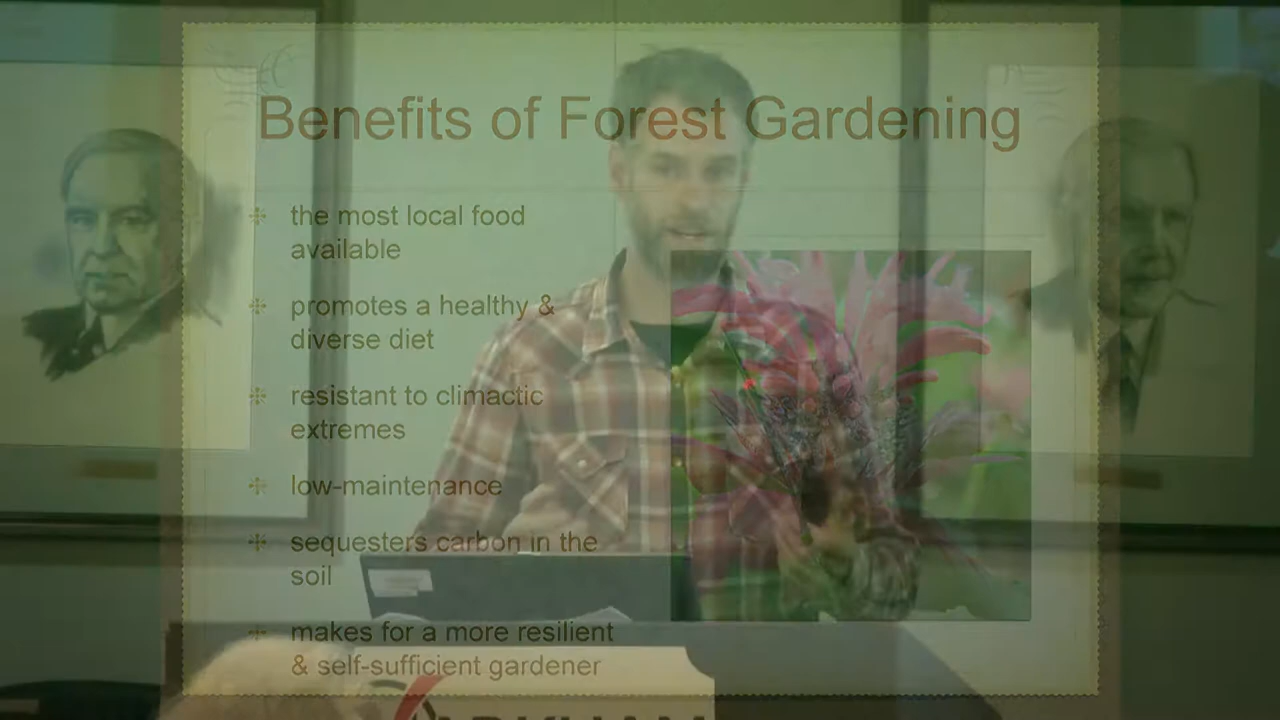 Benefits of Forest Gardening
the most local food
available
promotes a healthy &
diverse diet
resistant to climactic
extremes
low-maintenance
sequesters carbon in the
soil
makes for a more resilient
& self-sufficient gardener